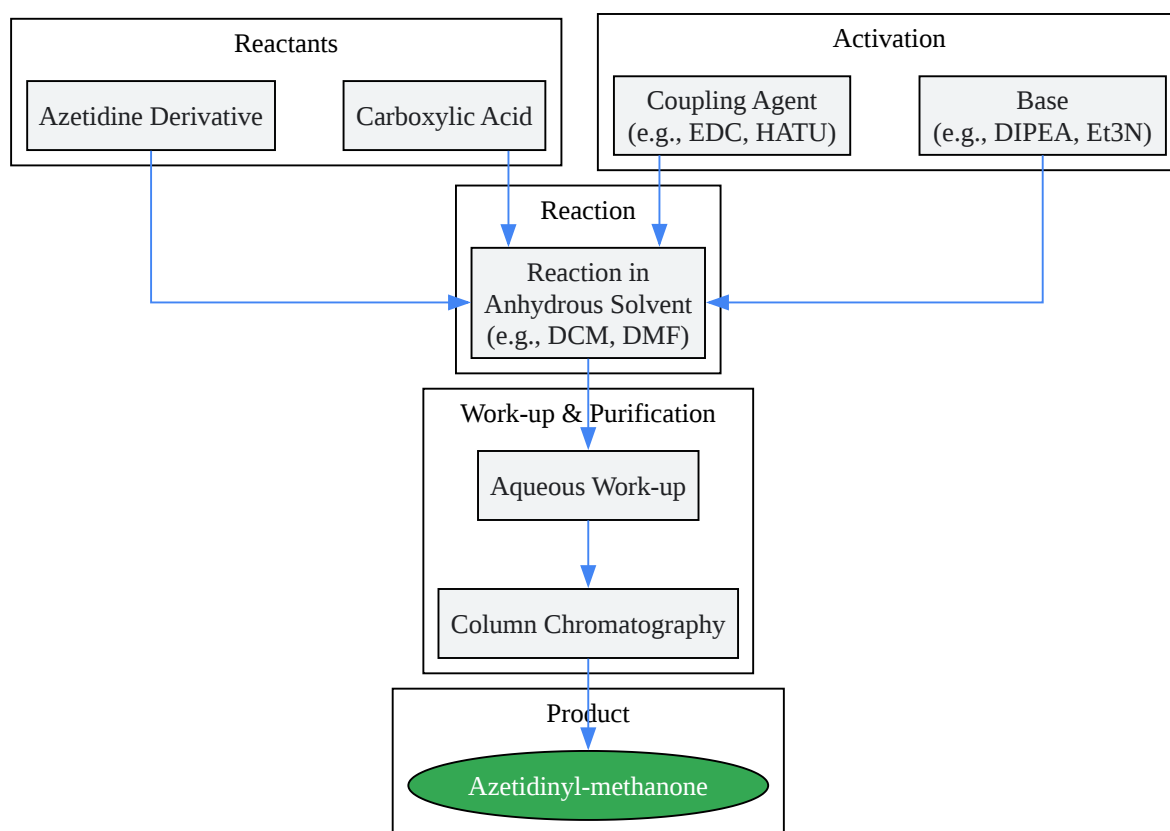 Reactants
Activation
Azetidine Derivative
Carboxylic Acid
Coupling Agent
(e.g., EDC, HATU)
Base
(e.g., DIPEA, Et3N)
Reaction
Reaction in
Anhydrous Solvent
(e.g., DCM, DMF)
Work-up & Purification
Aqueous Work-up
Column Chromatography
Product
Azetidinyl-methanone